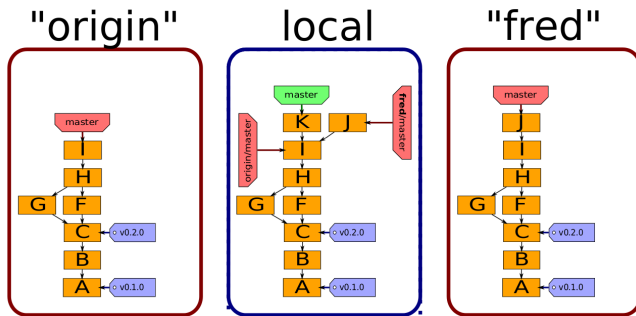 "origin"
master
I
H
G F
C v0.2.0
B
A v0.1.0
local
master
K J
origin/master
fred/master
I
H
G F
C v0.2.0
B
A v0.1.0
"fred"
master
J
I
H
G F
C v0.2.0
B
A v0.1.0